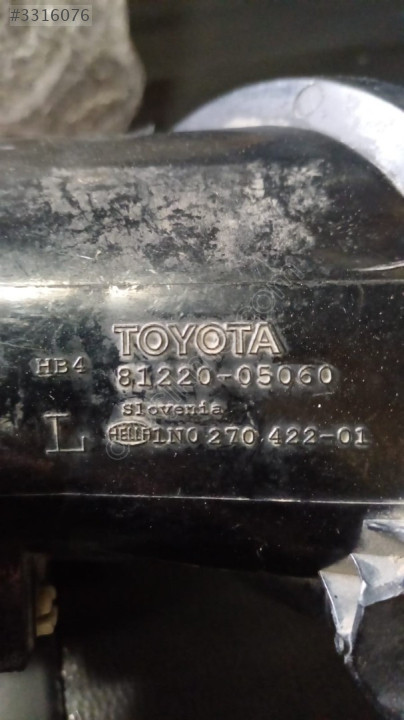 #3316076
TOYOTA
HB4 81220-05060
Slovenia
L HELLA 1N0 270 422-01